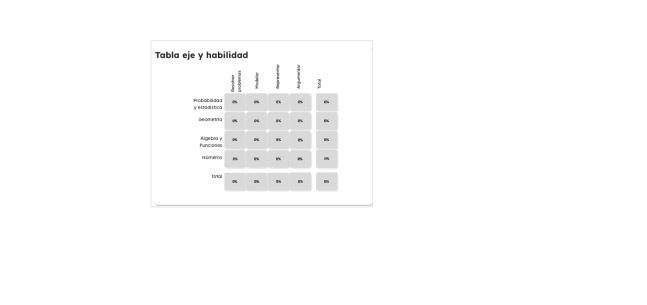 Tabla eje y habilidad
Resolver
problemas
Modelar
Representar
Argumentar
Total
Probabilidad
y estadística
0% 0% 0% 0% 0%
Geometría
0% 0% 0% 0% 0%
Álgebra y
Funciones
0% 0% 0% 0% 0%
Números
0% 0% 0% 0% 0%
Total
0% 0% 0% 0% 0%